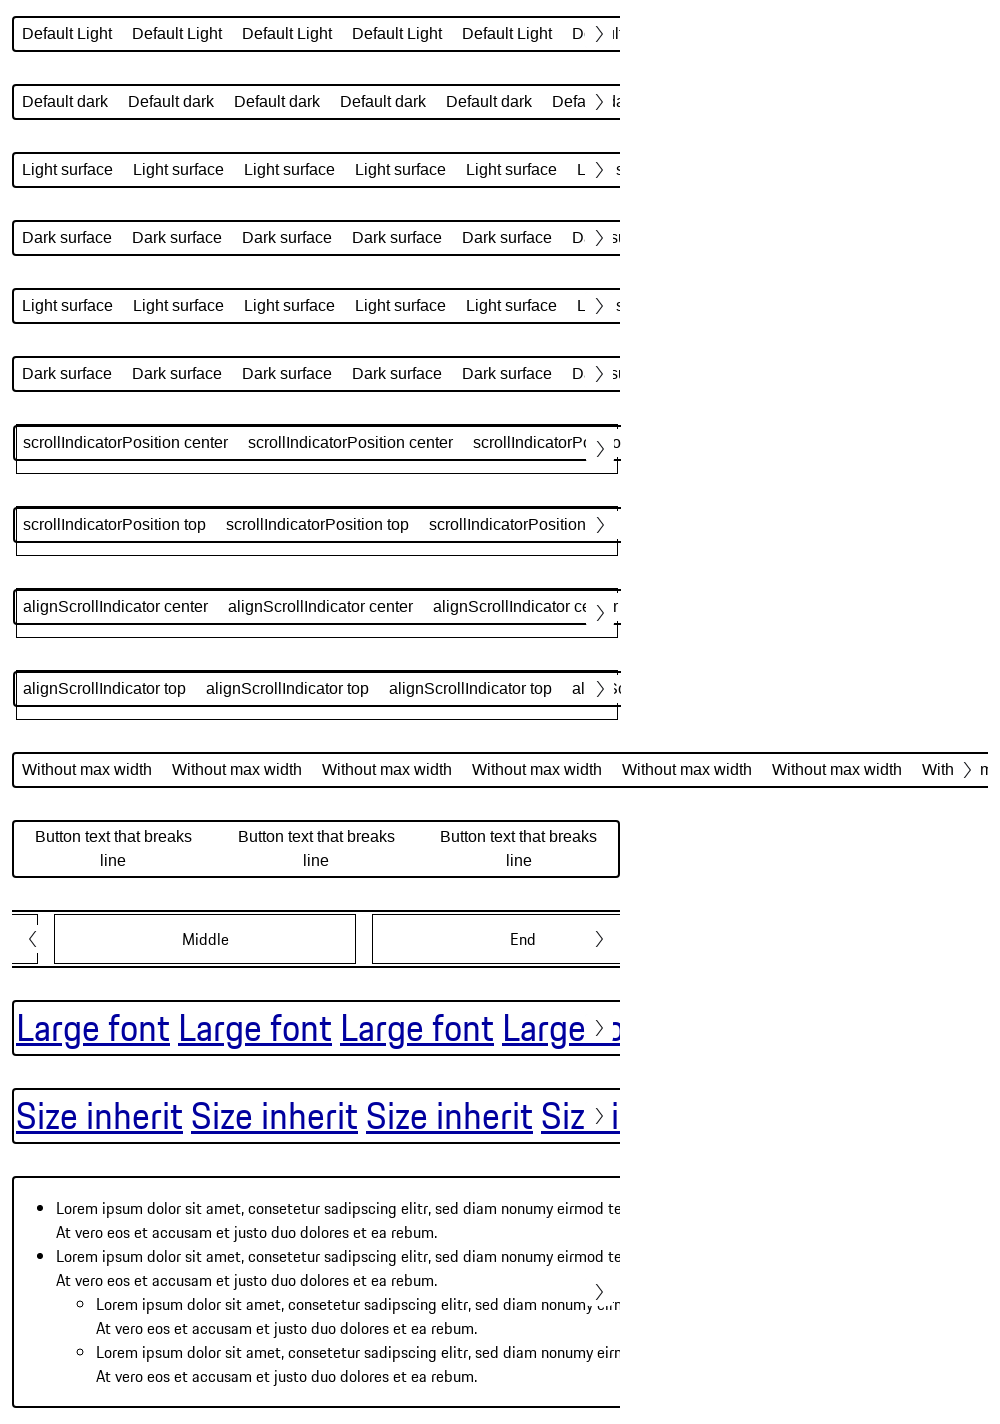 Default Light Default Light Default Light Default Light Default Light
Default dark Default dark Default dark Default dark Default dark Defa
Light surface Light surface Light surface Light surface Light surface L
Dark surface Dark surface Dark surface Dark surface Dark surface D
Light surface Light surface Light surface Light surface Light surface L
Dark surface Dark surface Dark surface Dark surface Dark surface D
scrollIndicatorPosition center scrollIndicatorPosition center scrollIndicatorP
scrollIndicatorPosition top scrollIndicatorPosition top scrollIndicatorPosition
alignScrollIndicator center alignScrollIndicator center alignScrollIndicator ce
alignScrollIndicator top alignScrollIndicator top alignScrollIndicator top al
Without max width Without max width Without max width Without max width Without max width Without max width With
Button text that breaks line
Button text that breaks line
Button text that breaks line
Middle End
Large font Large font Large font Large
Size inherit Size inherit Size inherit Siz
Lorem ipsum dolor sit amet, consetetur sadipscing elitr, sed diam nonumy eirmod te
At vero eos et accusam et justo duo dolores et ea rebum.
Lorem ipsum dolor sit amet, consetetur sadipscing elitr, sed diam nonumy eirmod te
At vero eos et accusam et justo duo dolores et ea rebum.
Lorem ipsum dolor sit amet, consetetur sadipscing elitr, sed diam nonumy
At vero eos et accusam et justo duo dolores et ea rebum.
Lorem ipsum dolor sit amet, consetetur sadipscing elitr, sed diam nonumy
At vero eos et accusam et justo duo dolores et ea rebum.